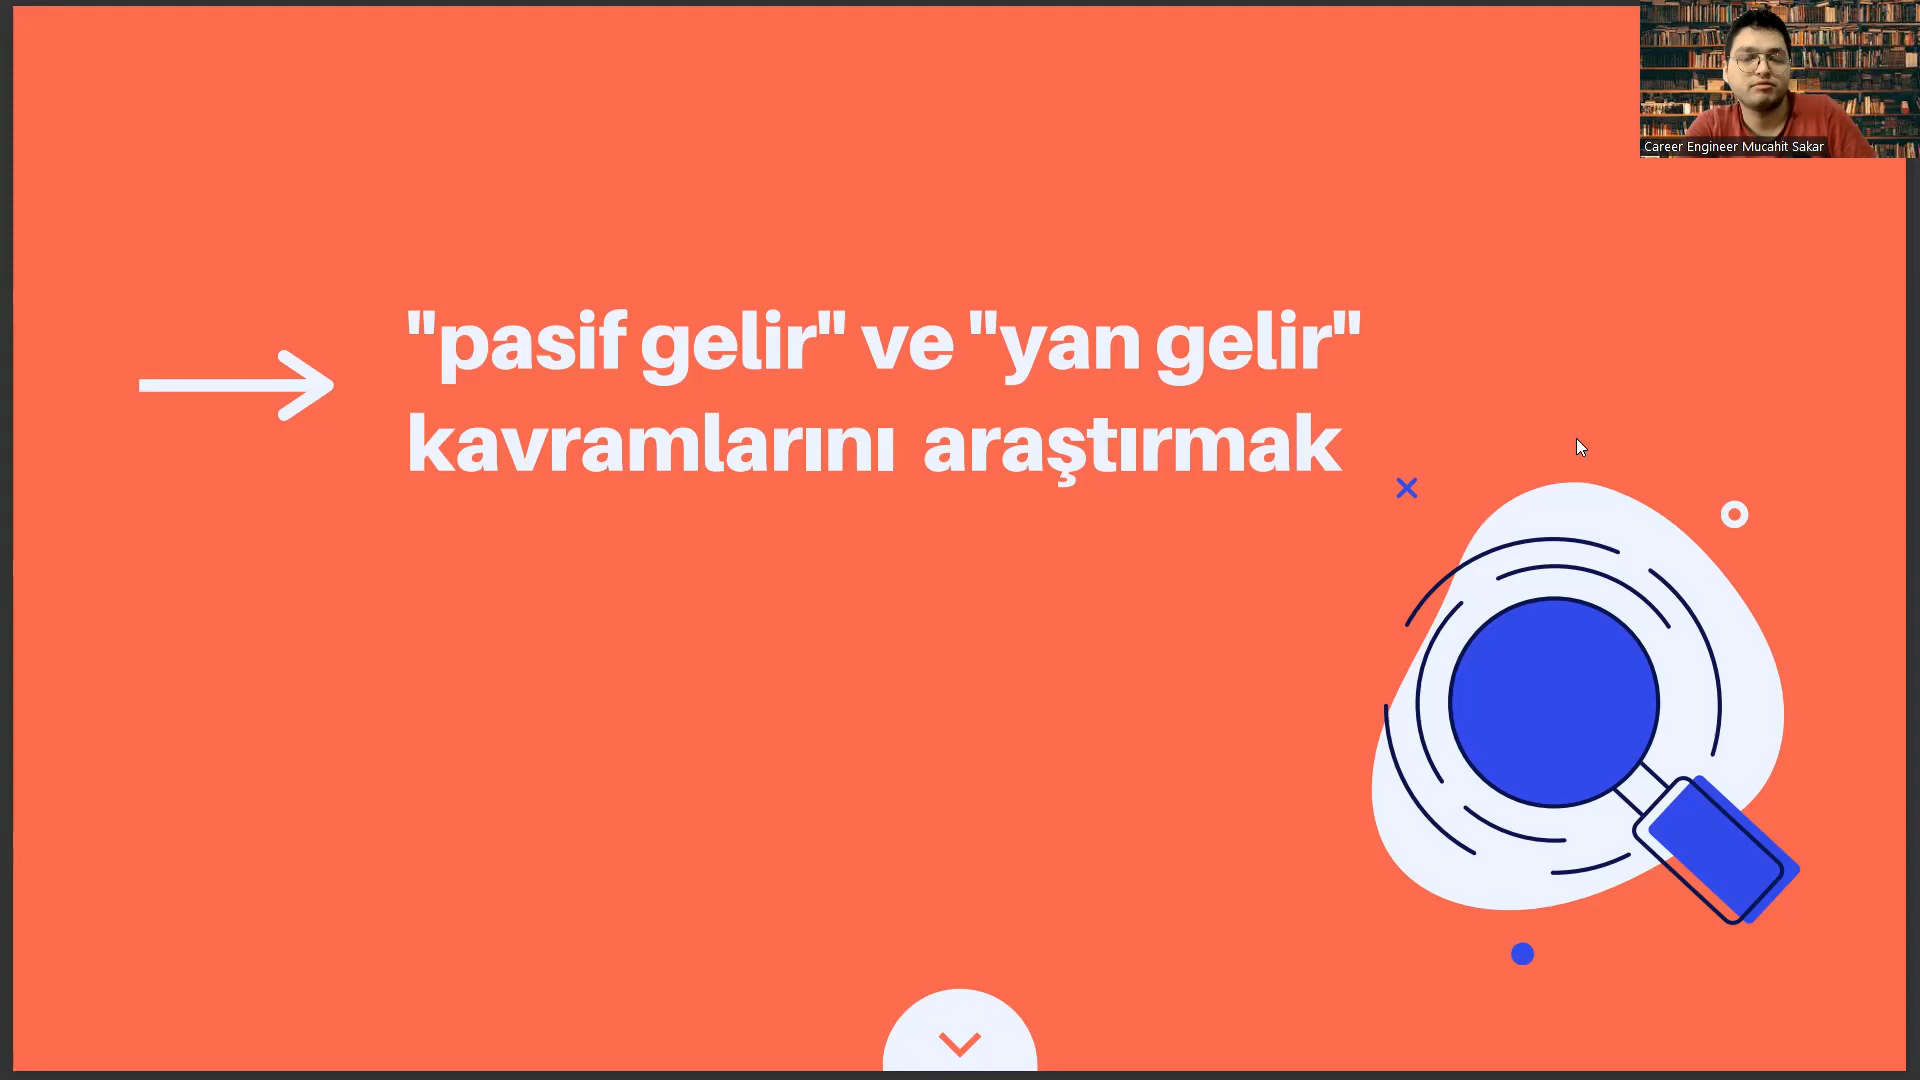 Career Engineer Mucahit Sakar
"pasif gelir" ve "yan gelir"
kavramlarını araştırmak